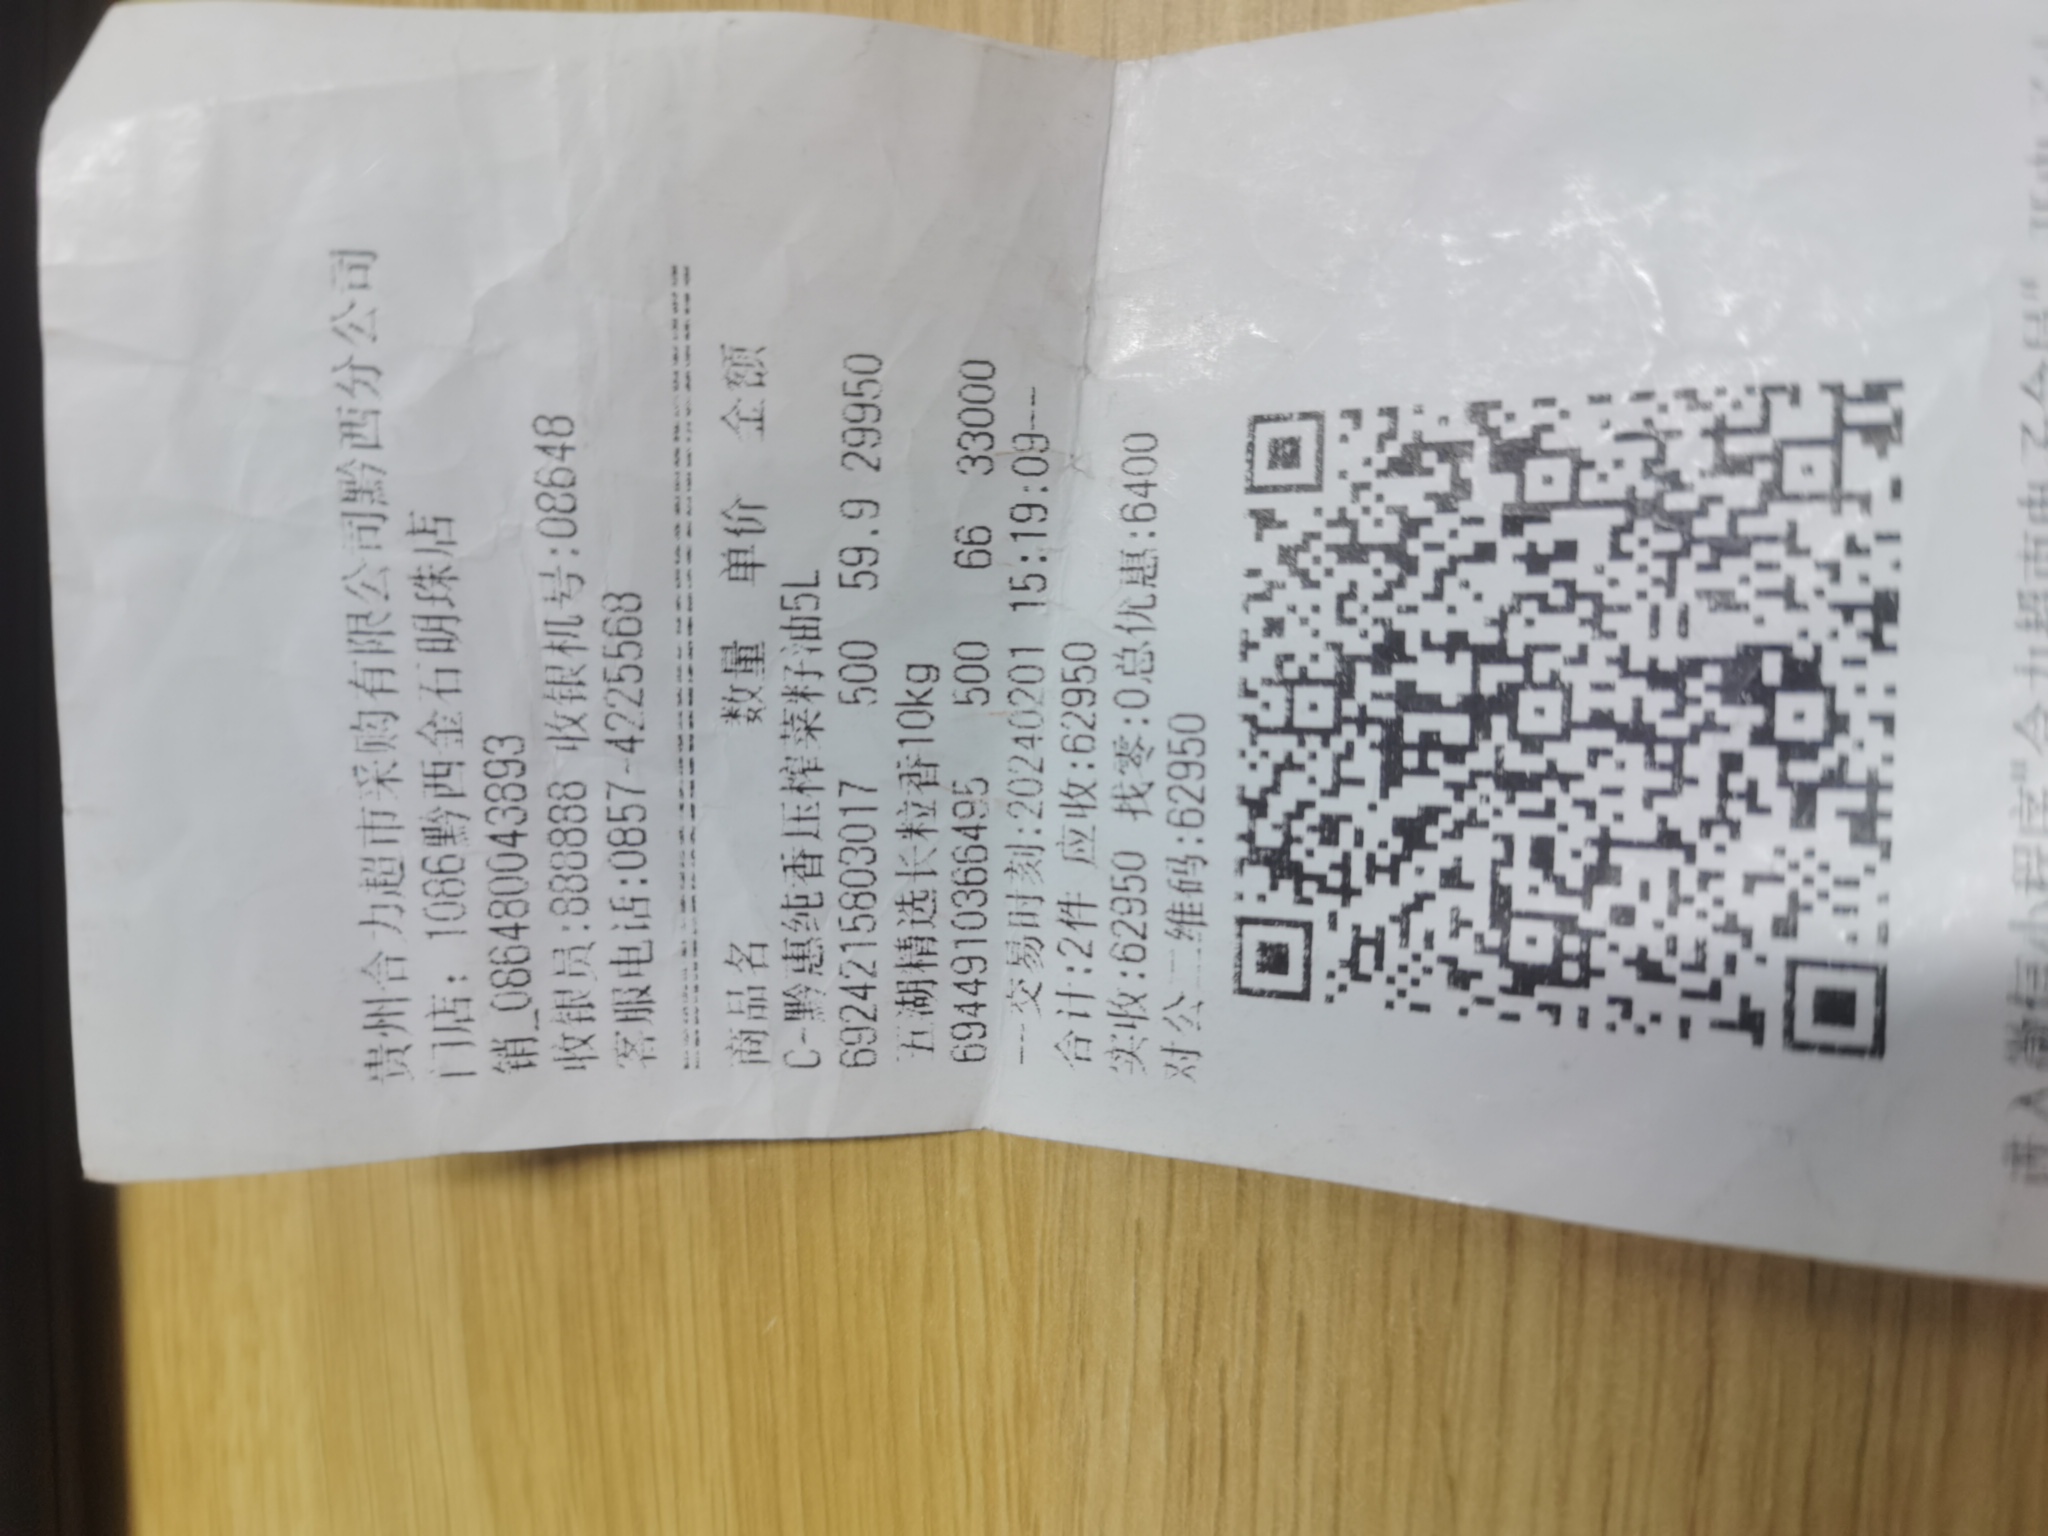 贵州合力超市采购有限公司黔西分公司
门店: 1086黔西金石明珠店
销_086480043893
收银员:888888 收银机号:08648
客服电话:0857-4225568
商品名 数量 单价 金额
C-黔惠纯香压榨菜籽油5L
6924215803017 500 59.9 29950
五湖精选长粒香10kg
6944910366495 500 66 33000
---交易时刻:20240201 15:19:09---
合计:2件 应收:62950
实收:62950 找零:0总优惠:6400
对公二维码:62950